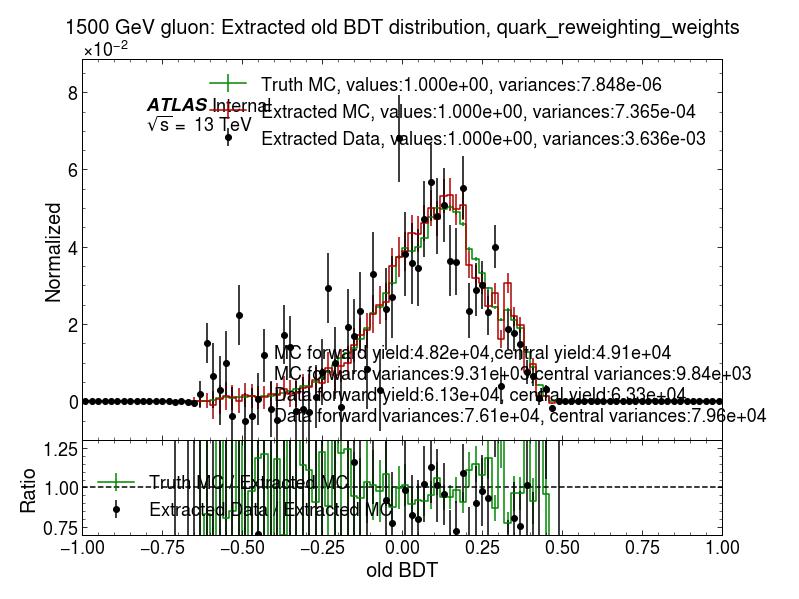 1500 GeV gluon: Extracted old BDT distribution, quark_reweighting_weights
×10⁻²
Truth MC, values:1.000e+00, variances:7.848e-06
ATLAS Internal
Extracted MC, values:1.000e+00, variances:7.365e-04
√s = 13 TeV
Extracted Data, values:1.000e+00, variances:3.636e-03
8
6
4
2
0
Normalized
MC forward yield:4.82e+04,central yield:4.91e+04
MC forward variances:9.31e+03,central variances:9.84e+03
Data forward yield:6.13e+04, central yield:6.33e+04
Data forward variances:7.61e+04, central variances:7.96e+04
1.25
1.00
0.75
Ratio
Truth MC / Extracted MC
Extracted Data / Extracted MC
−1.00 −0.75 −0.50 −0.25 0.00 0.25 0.50 0.75 1.00
old BDT